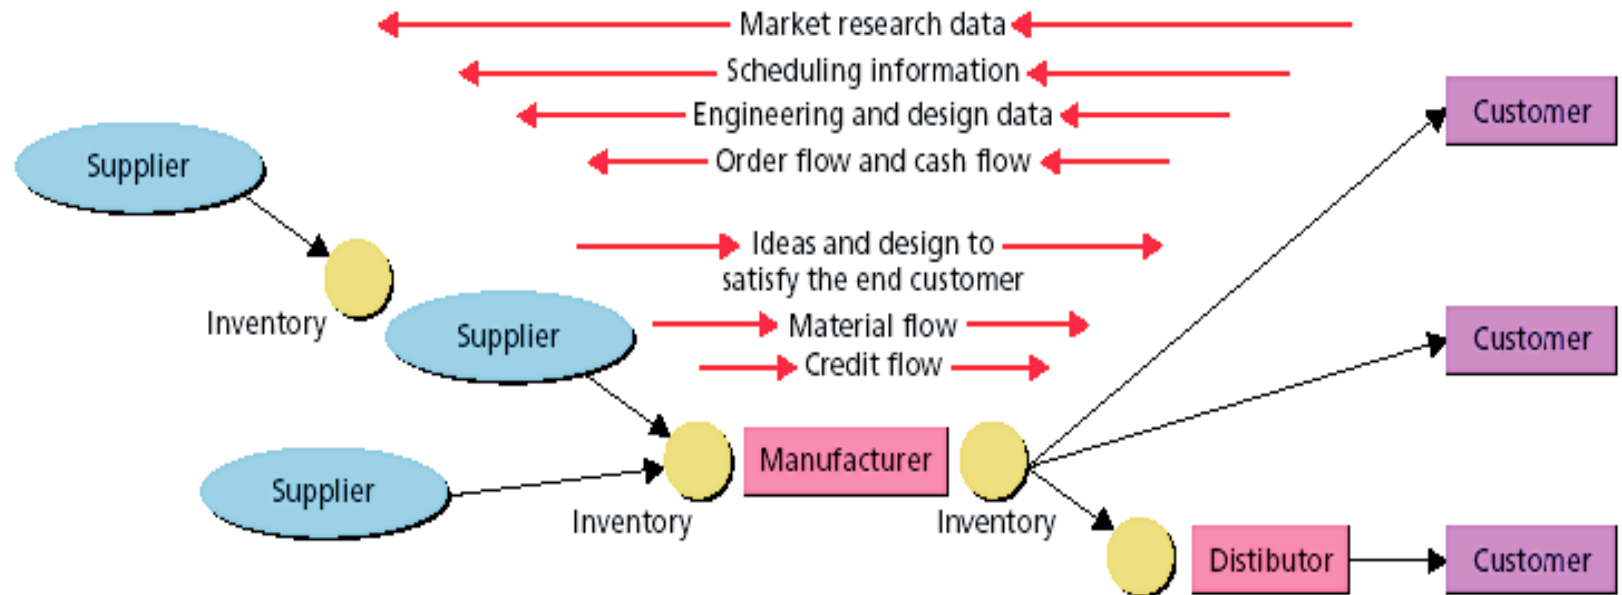 Market research data
Scheduling information
Engineering and design data
Order flow and cash flow
Customer
Supplier
Ideas and design to
satisfy the end customer
Inventory
Supplier
Material flow
Credit flow
Customer
Supplier
Inventory
Manufacturer
Inventory
Distibutor
Customer